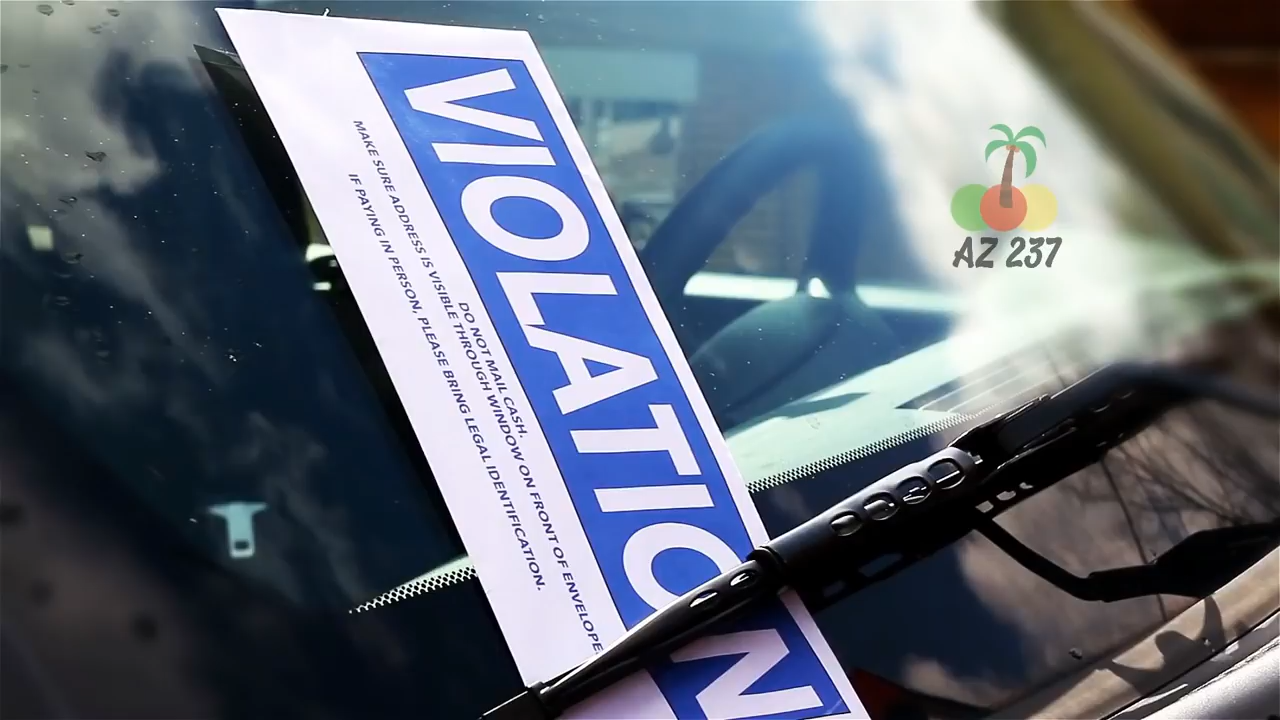 VIOLATION
DO NOT MAIL CASH.
MAKE SURE ADDRESS IS VISIBLE THROUGH WINDOW ON FRONT OF ENVELOPE
IF PAYING IN PERSON, PLEASE BRING LEGAL IDENTIFICATION.
AZ 237